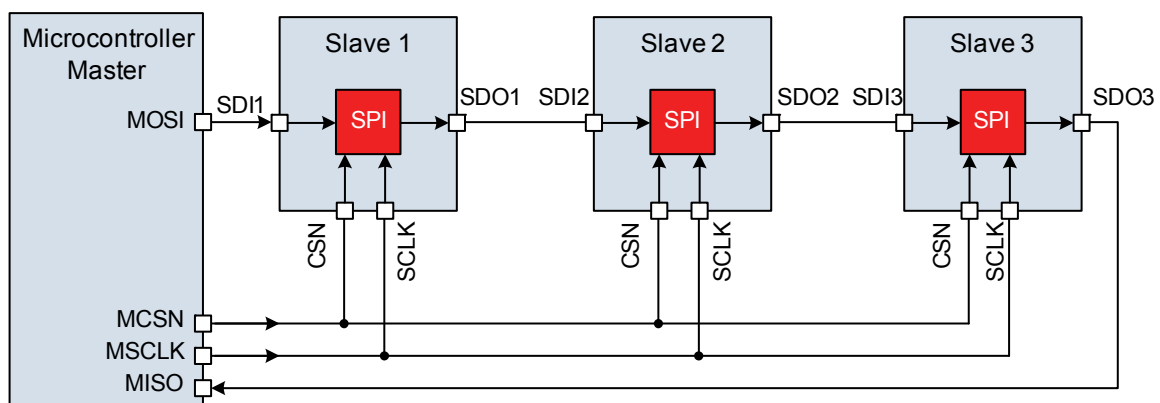 Microcontroller
Master
Slave 1
Slave 2
Slave 3
MOSI
SDI1
SPI
SDO1
SDI2
SPI
SDO2
SDI3
SPI
SDO3
CSN
SCLK
CSN
SCLK
CSN
SCLK
MCSN
MSCLK
MISO